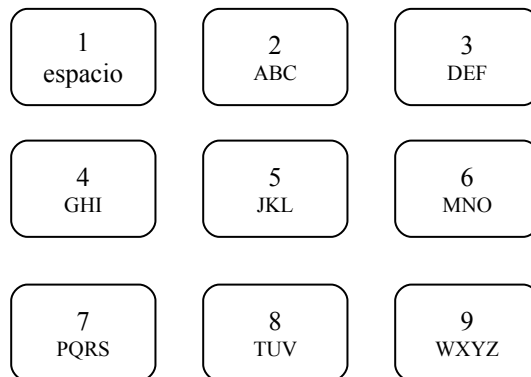 1 2 3
espacio ABC DEF
4 5 6
GHI JKL MNO
7 8 9
PQRS TUV WXYZ